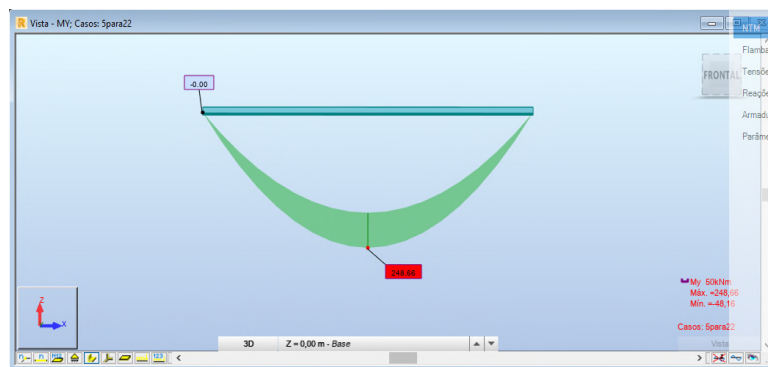 Vista - MY; Casos: 5para22
NTM
Flamba
Tensõe
Reaçõe
Armadu
Parâme
FRONTAL
-0.00
248.66
My 50kNm
Máx. =248,66
Mín. =-48,16
Casos: 5para22
Z
X
3D
Z = 0,00 m - Base
Vista